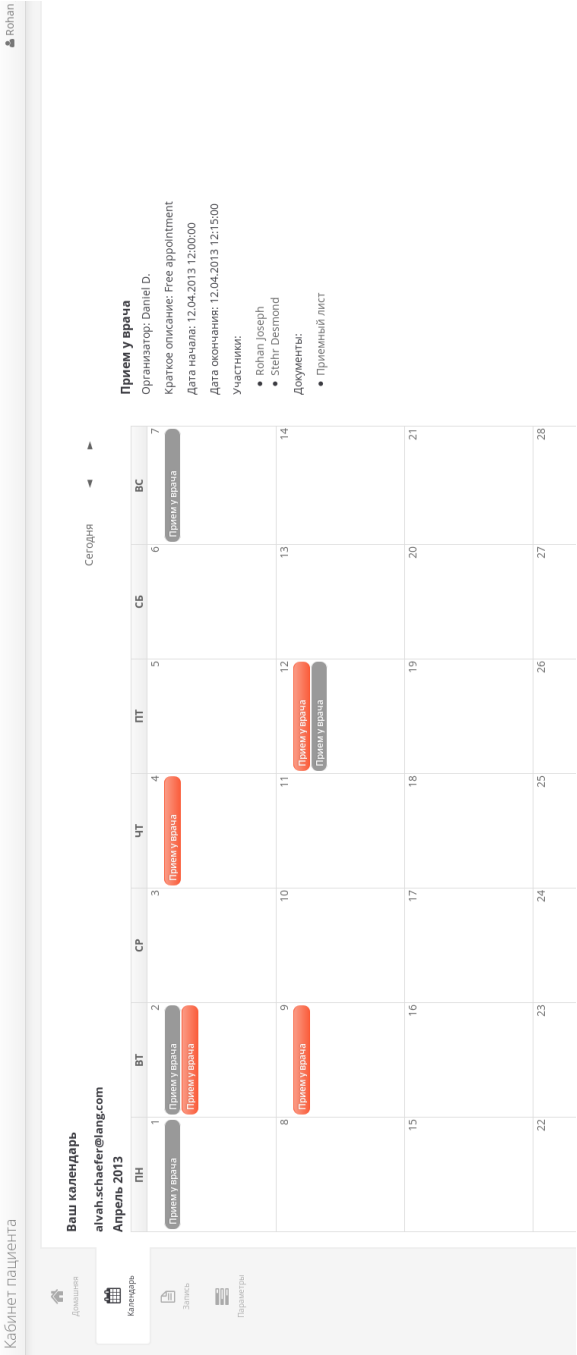 Кабинет пациента
Rohan
Домашняя
Календарь
Запись
Параметры
Ваш календарь
alvah.schaefer@lang.com
Апрель 2013
Сегодня
◄ ►
ПН ВТ СР ЧТ ПТ СБ ВС
1 2 3 4 5 6 7
Прием у врача Прием у врача Прием у врача Прием у врача
Прием у врача
8 9 10 11 12 13 14
Прием у врача Прием у врача
Прием у врача
15 16 17 18 19 20 21
22 23 24 25 26 27 28
Прием у врача
Организатор: Daniel D.
Краткое описание: Free appointment
Дата начала: 12.04.2013 12:00:00
Дата окончания: 12.04.2013 12:15:00
Участники:
• Rohan Joseph
• Stehr Desmond
Документы:
• Приемный лист